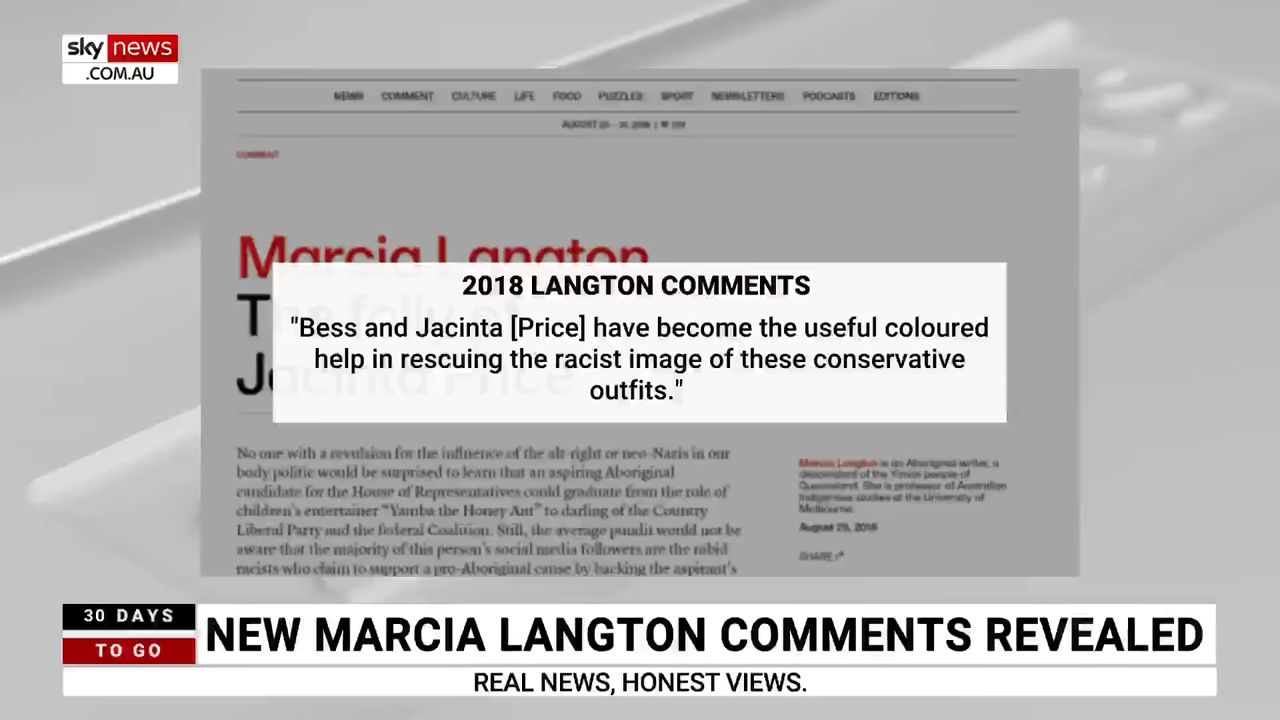 sky news
.COM.AU
NEWS COMMENT CULTURE LIFE FOOD PUZZLES SPORT NEWSLETTERS PODCASTS EDITIONS
COMMENT
Marcia Langton
The folly of
Jacinta Price
2018 LANGTON COMMENTS
"Bess and Jacinta [Price] have become the useful coloured
help in rescuing the racist image of these conservative
outfits."
No one with a revulsion for the influence of the alt-right or neo-Nazis in our
body politic would be surprised to learn that an aspiring Aboriginal
candidate for the House of Representatives could graduate from the role of
children's entertainer "Yamba the Honey Ant" to darling of the Country
Liberal Party and the federal Coalition. Still, the average pundit would not be
aware that the majority of this person's social media followers are the rabid
racists who claim to support a pro-Aboriginal cause by backing the aspirant's
Marcia Langton is an Aboriginal writer, a
descendent of the Yiman people of
Queensland. She is professor of Australian
Indigenous studies at the University of
Melbourne.
August 25, 2018
SHARE
30 DAYS
TO GO
NEW MARCIA LANGTON COMMENTS REVEALED
REAL NEWS, HONEST VIEWS.